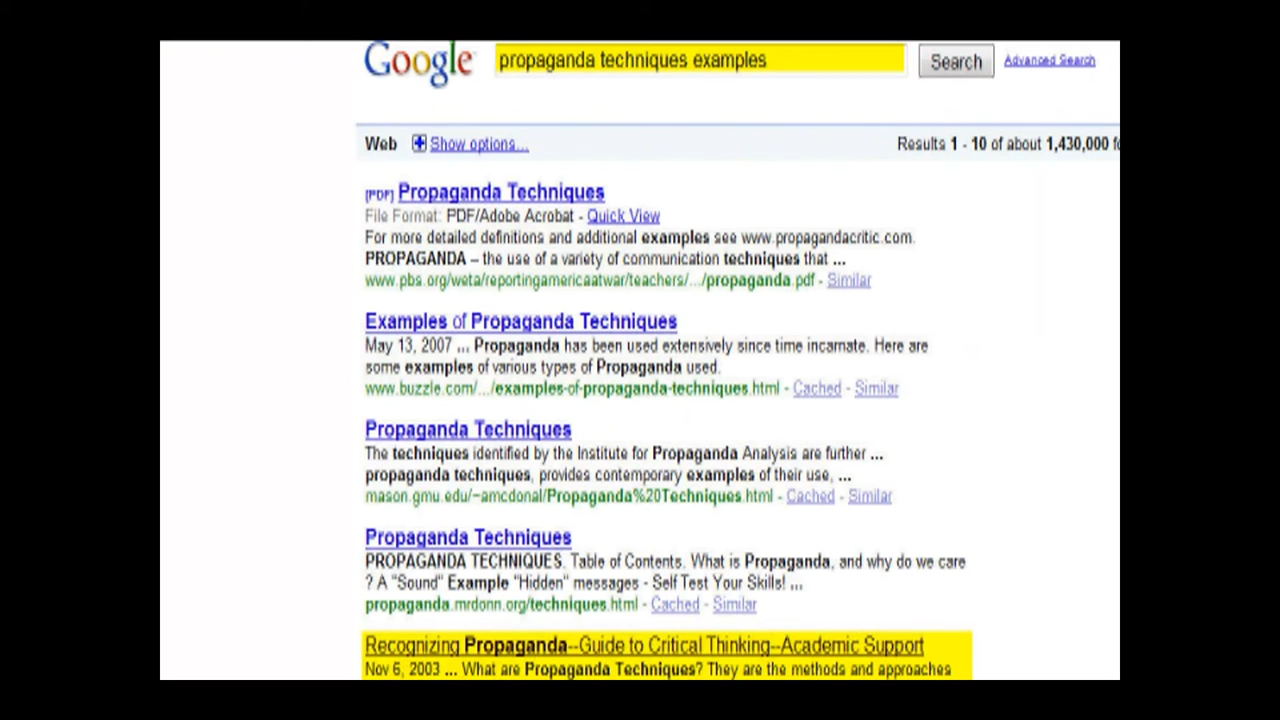 Google propaganda techniques examples Search Advanced Search
Web Show options... Results 1 - 10 of about 1,430,000
[PDF] Propaganda Techniques
File Format: PDF/Adobe Acrobat - Quick View
For more detailed definitions and additional examples see www.propagandacritic.com.
PROPAGANDA – the use of a variety of communication techniques that ...
www.pbs.org/weta/reportingamericaatwar/teachers/.../propaganda.pdf - Similar
Examples of Propaganda Techniques
May 13, 2007 ... Propaganda has been used extensively since time incarnate. Here are
some examples of various types of Propaganda used.
www.buzzle.com/.../examples-of-propaganda-techniques.html - Cached - Similar
Propaganda Techniques
The techniques identified by the Institute for Propaganda Analysis are further ...
propaganda techniques, provides contemporary examples of their use, ...
mason.gmu.edu/~amcdonal/Propaganda%20Techniques.html - Cached - Similar
Propaganda Techniques
PROPAGANDA TECHNIQUES. Table of Contents. What is Propaganda, and why do we care
? A "Sound" Example "Hidden" messages - Self Test Your Skills! ...
propaganda.mrdonn.org/techniques.html - Cached - Similar
Recognizing Propaganda--Guide to Critical Thinking--Academic Support
Nov 6, 2003 ... What are Propaganda Techniques? They are the methods and approaches